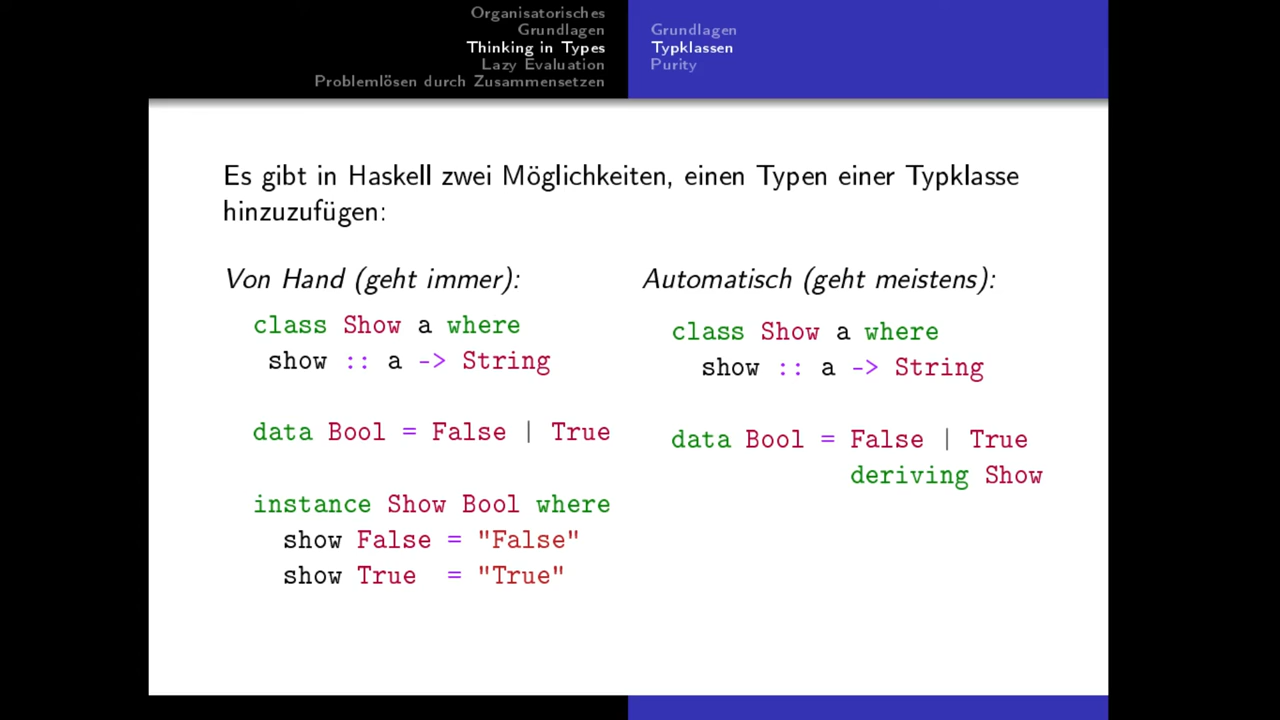 Organisatorisches
Grundlagen
Thinking in Types
Lazy Evaluation
Problemlösen durch Zusammensetzen
Grundlagen
Typklassen
Purity
Es gibt in Haskell zwei Möglichkeiten, einen Typen einer Typklasse
hinzuzufügen:
Von Hand (geht immer):
class Show a where
show :: a -> String
data Bool = False | True
instance Show Bool where
show False = "False"
show True = "True"
Automatisch (geht meistens):
class Show a where
show :: a -> String
data Bool = False | True
deriving Show